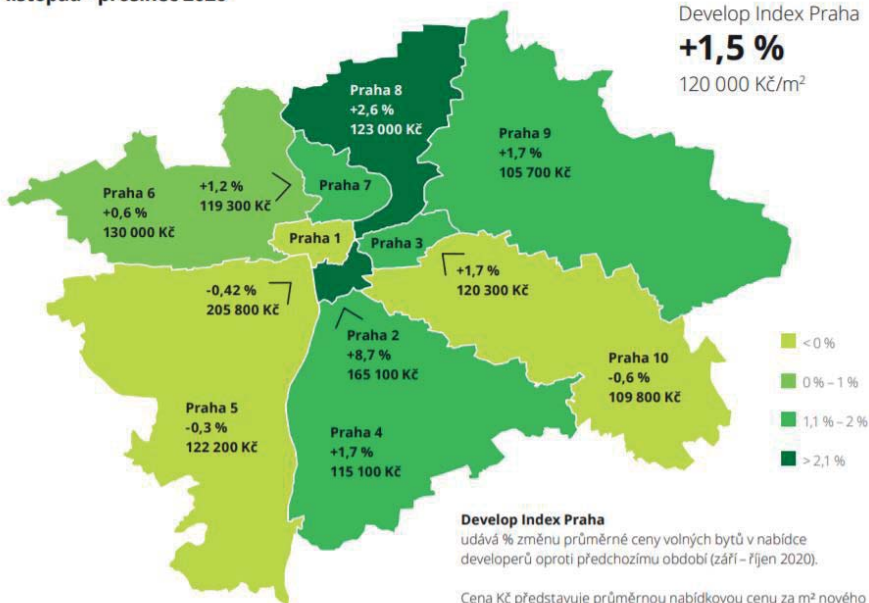 Develop Index Praha
+1,5 %
120 000 Kč/m²
Praha 8
+2,6 %
123 000 Kč
Praha 9
+1,7 %
105 700 Kč
Praha 7
+1,2 %
119 300 Kč
Praha 6
+0,6 %
130 000 Kč
Praha 1
-0,42 %
205 800 Kč
Praha 3
+1,7 %
120 300 Kč
Praha 2
+8,7 %
165 100 Kč
Praha 10
-0,6 %
109 800 Kč
Praha 5
-0,3 %
122 200 Kč
Praha 4
+1,7 %
115 100 Kč
< 0 %
0 % – 1 %
1,1 % – 2 %
> 2,1 %
Develop Index Praha
udává % změnu průměrné ceny volných bytů v nabídce
developerů oproti předchozímu období (září – říjen 2020).
Cena Kč představuje průměrnou nabídkovou cenu za m² nového